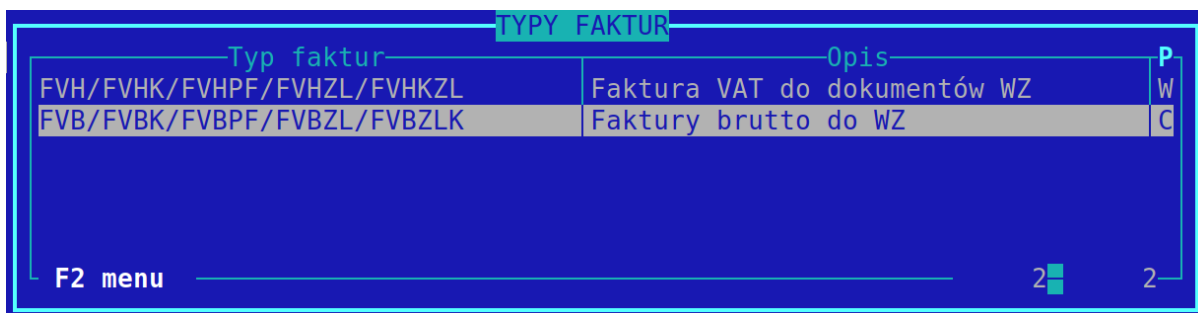 TYPY FAKTUR
Typ faktur Opis P
FVH/FVHK/FVHPF/FVHZL/FVHKZL Faktura VAT do dokumentów WZ W
FVB/FVBK/FVBPF/FVBZL/FVBZLK Faktury brutto do WZ C
F2 menu 2 2